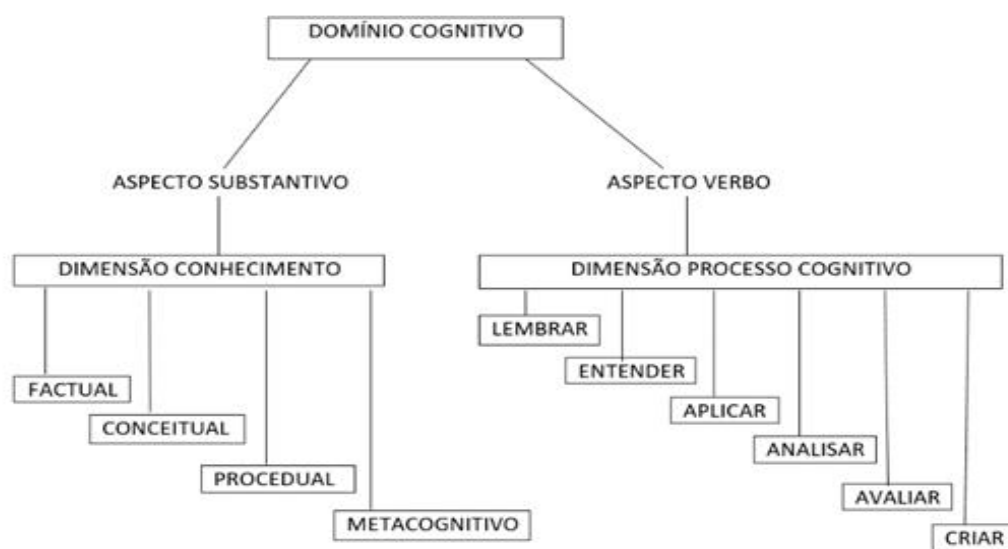 DOMÍNIO COGNITIVO
ASPECTO SUBSTANTIVO
ASPECTO VERBO
DIMENSÃO CONHECIMENTO
DIMENSÃO PROCESSO COGNITIVO
FACTUAL
CONCEITUAL
PROCEDUAL
METACOGNITIVO
LEMBRAR
ENTENDER
APLICAR
ANALISAR
AVALIAR
CRIAR